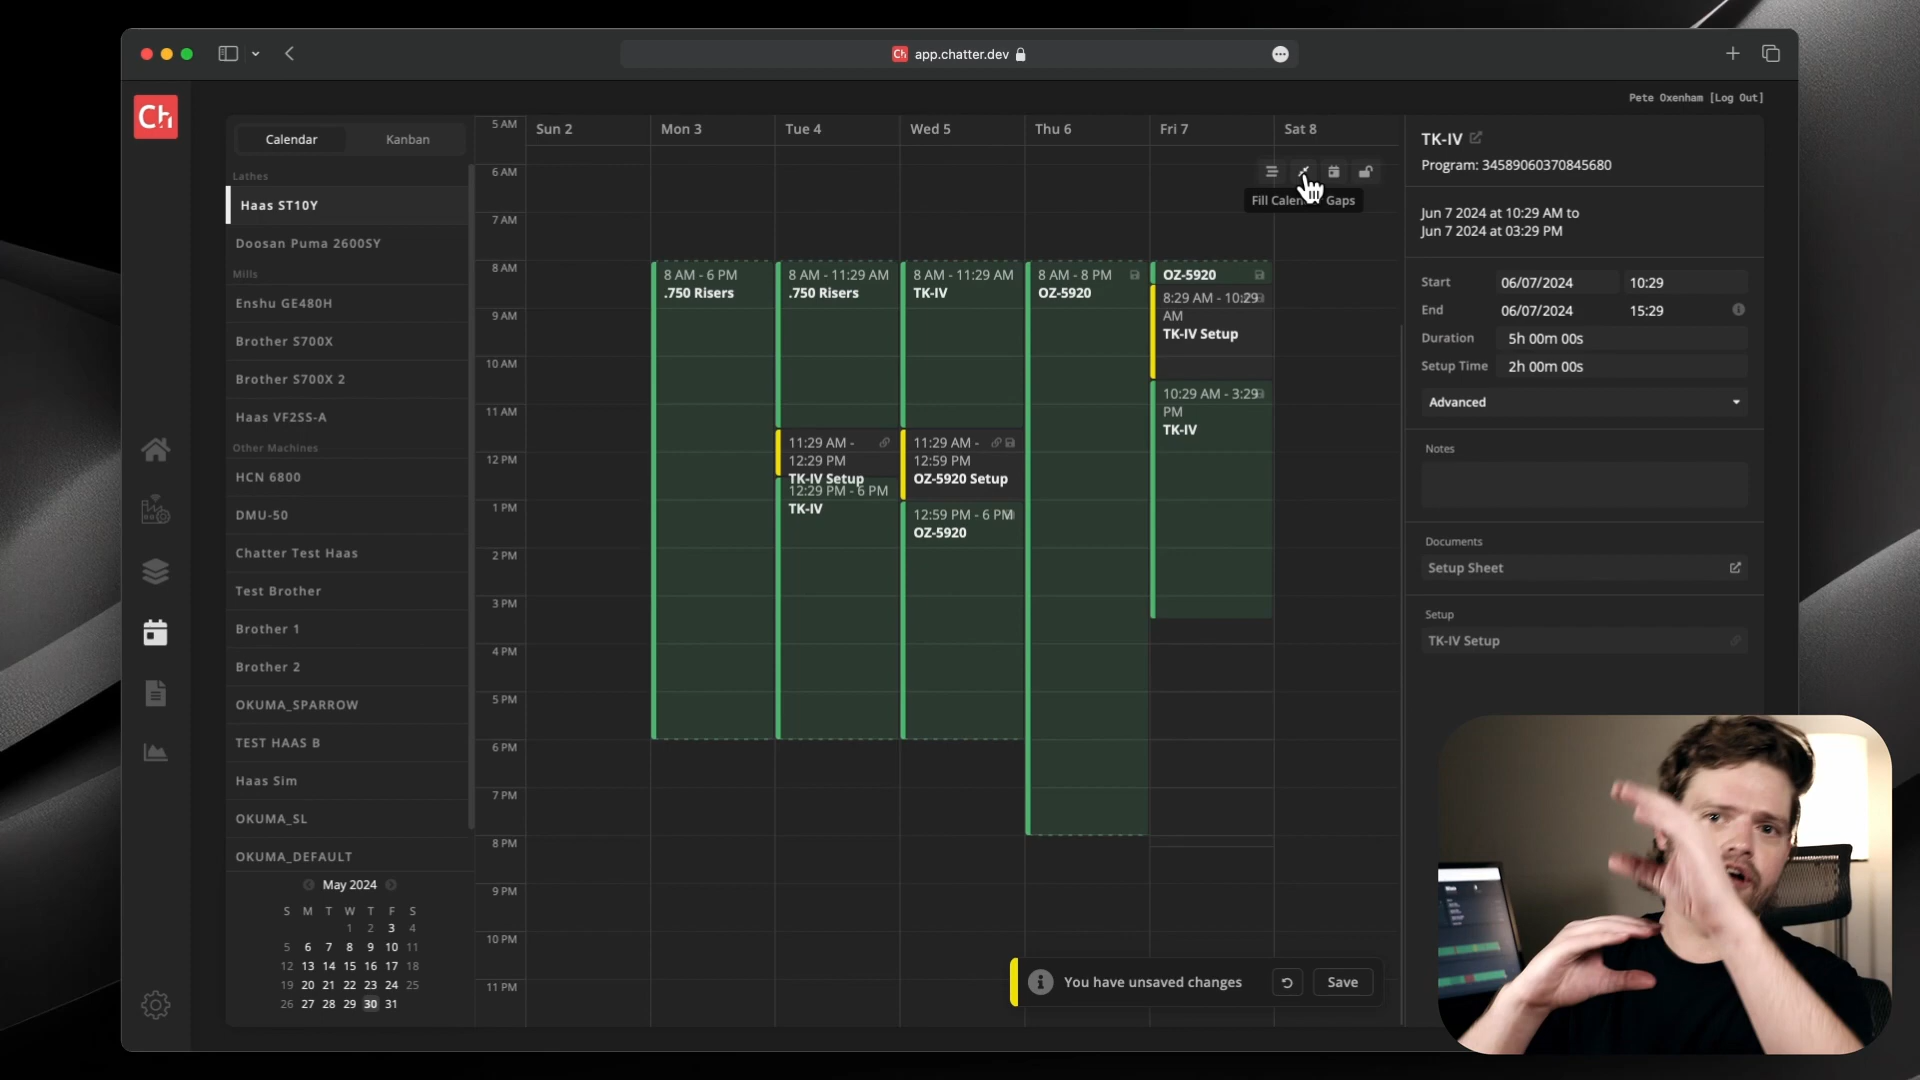 app.chatter.dev
Ch
Pete Oxenham [Log Out]
Ch
Calendar
Kanban
Lathes
Haas ST10Y
Doosan Puma 2600SY
Mills
Enshu GE480H
Brother S700X
Brother S700X 2
Haas VF2SS-A
Other Machines
HCN 6800
DMU-50
Chatter Test Haas
Test Brother
Brother 1
Brother 2
OKUMA_SPARROW
TEST HAAS B
Haas Sim
OKUMA_SL
OKUMA_DEFAULT
May 2024
S M T W T F S
1 2 3 4
5 6 7 8 9 10 11
12 13 14 15 16 17 18
19 20 21 22 23 24 25
26 27 28 29 30 31
5 AM
6 AM
7 AM
8 AM
9 AM
10 AM
11 AM
12 PM
1 PM
2 PM
3 PM
4 PM
5 PM
6 PM
7 PM
8 PM
9 PM
10 PM
11 PM
Sun 2
Mon 3
Tue 4
Wed 5
Thu 6
Fri 7
Sat 8
Fill Calen Gaps
8 AM - 6 PM
.750 Risers
8 AM - 11:29 AM
.750 Risers
11:29 AM -
12:29 PM
TK-IV Setup
12:29 PM - 6 PM
TK-IV
8 AM - 11:29 AM
TK-IV
11:29 AM -
12:59 PM
OZ-5920 Setup
12:59 PM - 6 PM
OZ-5920
8 AM - 8 PM
OZ-5920
OZ-5920
8:29 AM - 10:29
AM
TK-IV Setup
10:29 AM - 3:29
PM
TK-IV
TK-IV
Program: 34589060370845680
Jun 7 2024 at 10:29 AM to
Jun 7 2024 at 03:29 PM
Start 06/07/2024 10:29
End 06/07/2024 15:29
Duration 5h 00m 00s
Setup Time 2h 00m 00s
Advanced
Notes
Documents
Setup Sheet
Setup
TK-IV Setup
You have unsaved changes
Save